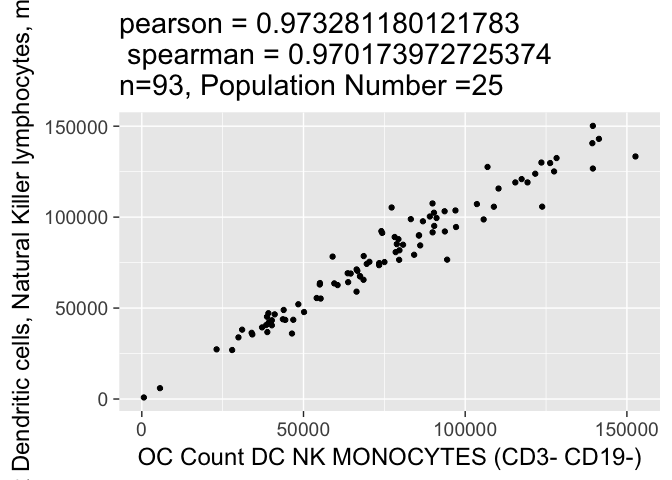 pearson = 0.973281180121783
spearman = 0.970173972725374
n=93, Population Number =25
Dendritic cells, Natural Killer lymphocytes,
150000
100000
50000
0
0
50000
100000
150000
OC Count DC NK MONOCYTES (CD3- CD19-)